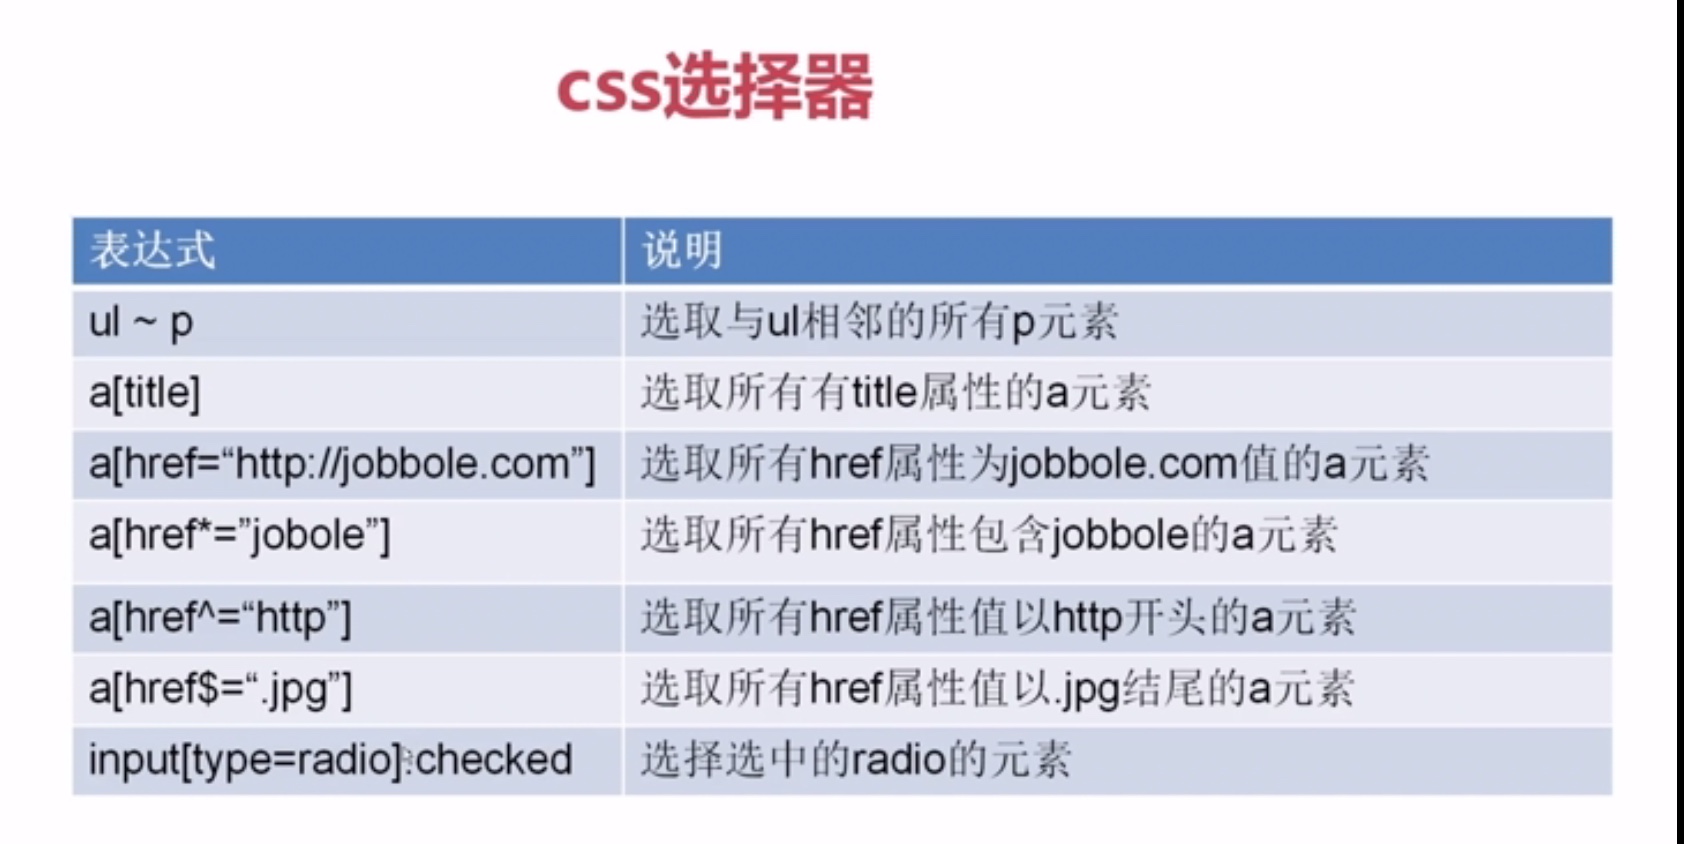 css选择器
表达式 说明
ul ~ p 选取与ul相邻的所有p元素
a[title] 选取所有有title属性的a元素
a[href=“http://jobbole.com”] 选取所有href属性为jobbole.com值的a元素
a[href*=”jobole”] 选取所有href属性包含jobbole的a元素
a[href^=“http”] 选取所有href属性值以http开头的a元素
a[href$=“.jpg”] 选取所有href属性值以.jpg结尾的a元素
input[type=radio]:checked 选择选中的radio的元素